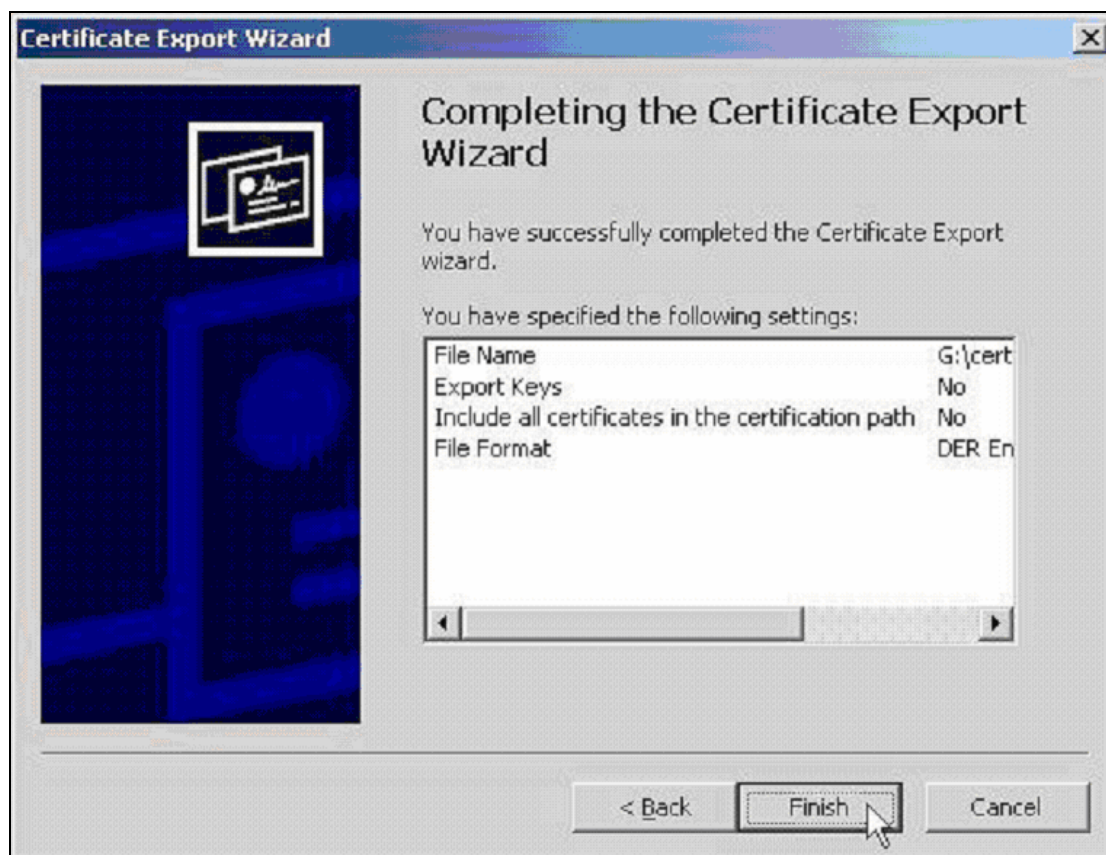 Certificate Export Wizard
Completing the Certificate Export
Wizard
You have successfully completed the Certificate Export
wizard.
You have specified the following settings:
File Name G:\cert
Export Keys No
Include all certificates in the certification path No
File Format DER En
< Back Finish Cancel